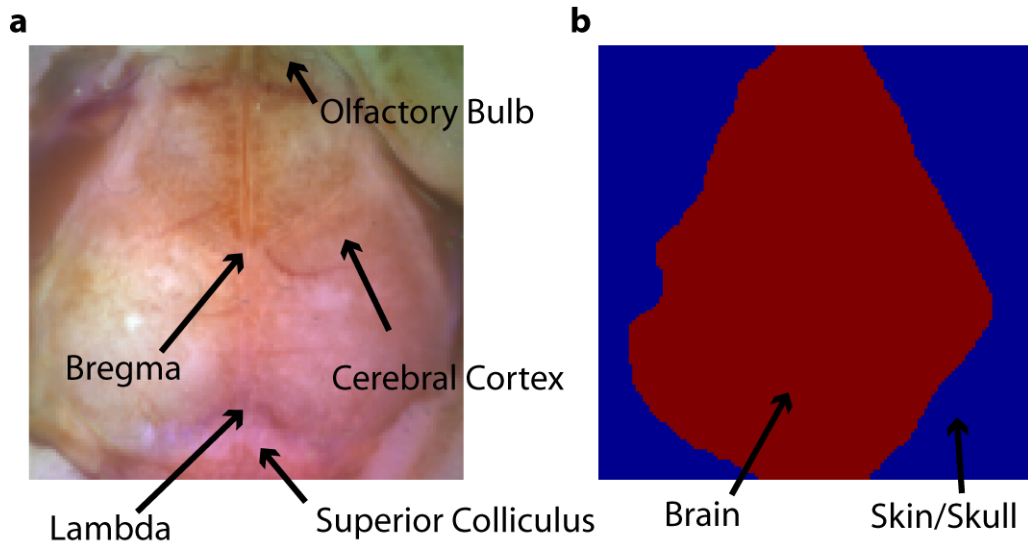 a
b
Olfactory Bulb
Bregma
Cerebral Cortex
Lambda
Superior Colliculus
Brain
Skin/Skull